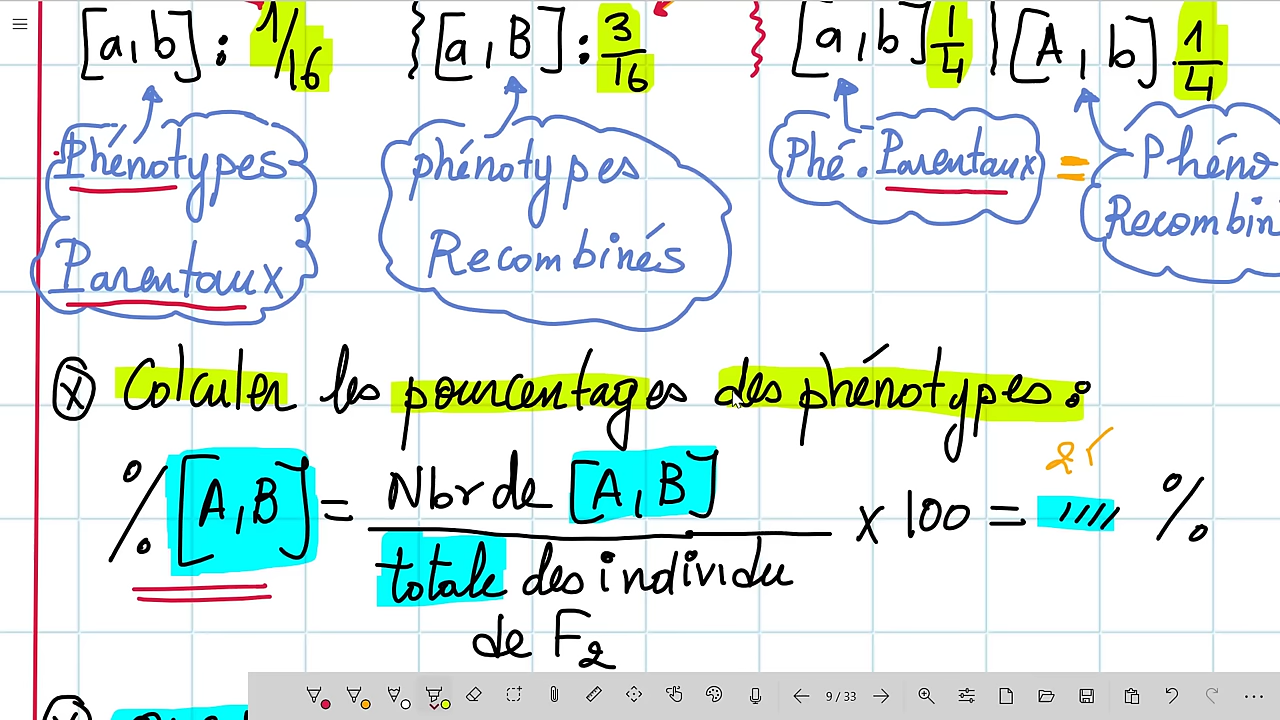 [a,b] : 1/16 [a,B] : 3/16 [a,b] 1/4 [A,b] 1/4
Phénotypes
Parentaux
phénotypes
Recombinés
Phé. Parentaux = Phéno
Recombin
x Calculer les pourcentages des phénotypes :
% [A,B] = Nbr de [A,B] x 100 = %
totale des individu
de F2
9 / 33